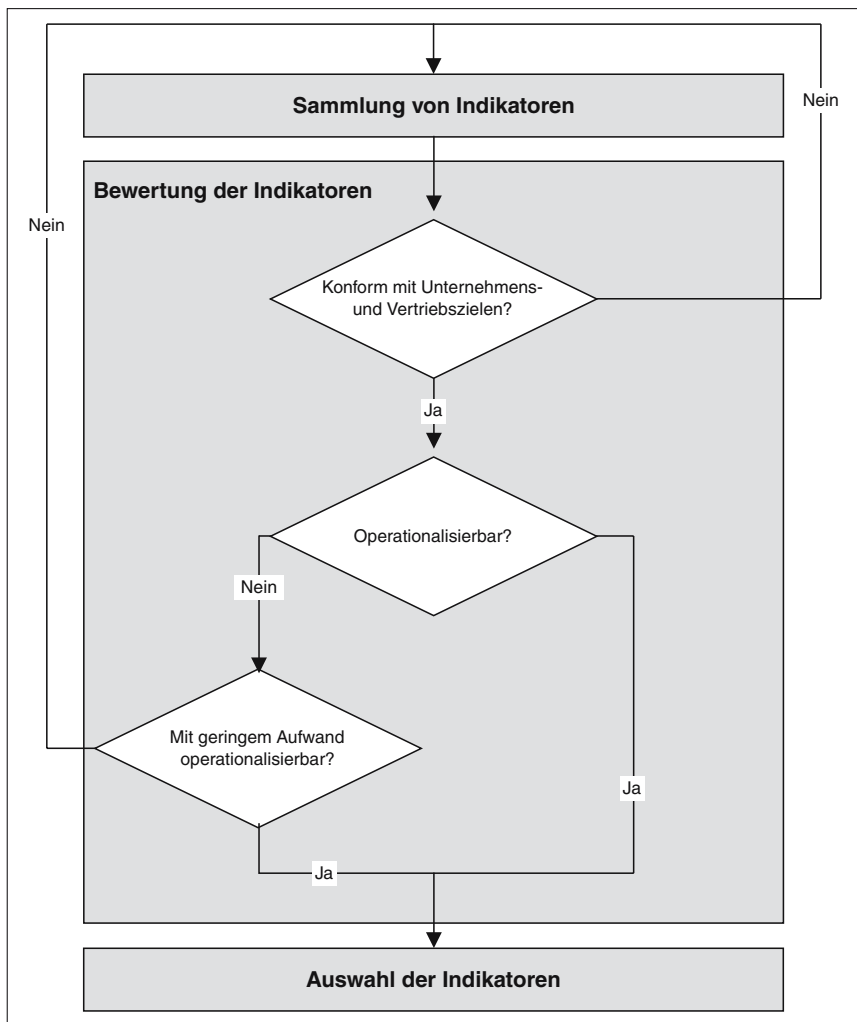 Sammlung von Indikatoren
Nein
Bewertung der Indikatoren
Nein
Konform mit Unternehmens-
und Vertriebszielen?
Ja
Operationalisierbar?
Nein
Mit geringem Aufwand
operationalisierbar?
Ja
Ja
Auswahl der Indikatoren